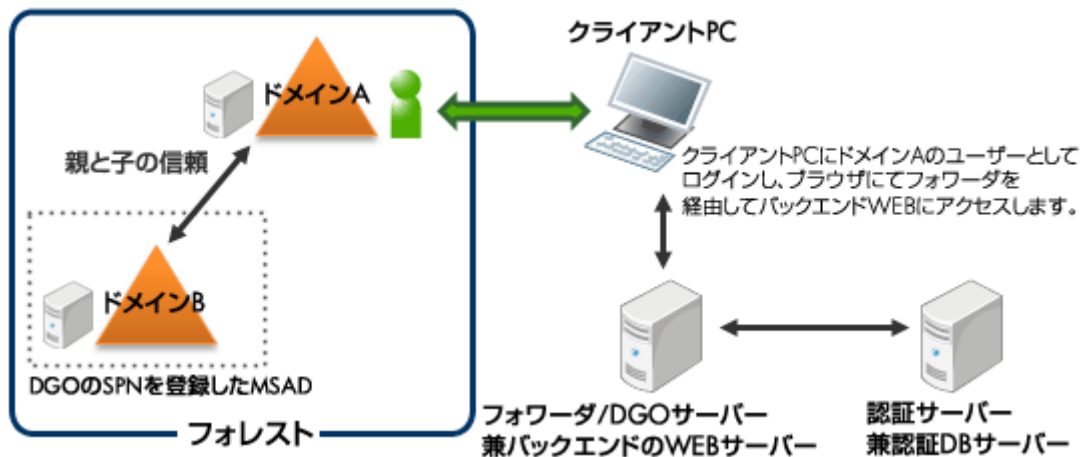 クライアントPC
ドメインA
親と子の信頼
クライアントPCにドメインAのユーザーとして
ログインし、ブラウザにてフォワーダを
経由してバックエンドWEBにアクセスします。
ドメインB
DGOのSPNを登録したMSAD
フォレスト
フォワーダ/DGOサーバー
兼バックエンドのWEBサーバー
認証サーバー
兼認証DBサーバー